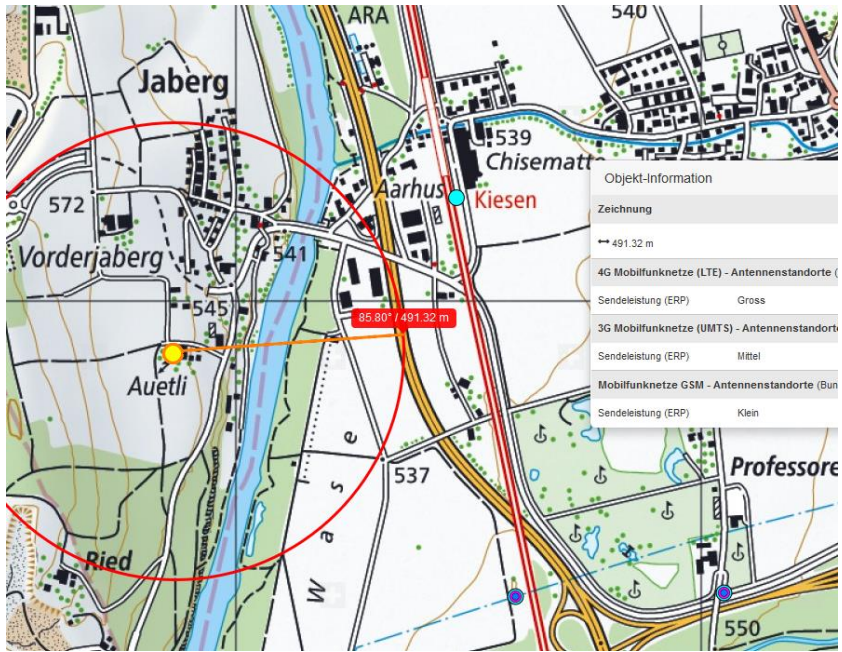 ARA
540
Jaberg
539
Chisematte
Aarhus
Kiesen
572
541
Vorderjaberg
545
85.80° / 491.32 m
Auetli
537
Wase
Ried
Professore
550
Objekt-Information
Zeichnung
↔ 491.32 m
4G Mobilfunknetze (LTE) - Antennenstandorte (
Sendeleistung (ERP) Gross
3G Mobilfunknetze (UMTS) - Antennenstandorte
Sendeleistung (ERP) Mittel
Mobilfunknetze GSM - Antennenstandorte (Bun
Sendeleistung (ERP) Klein